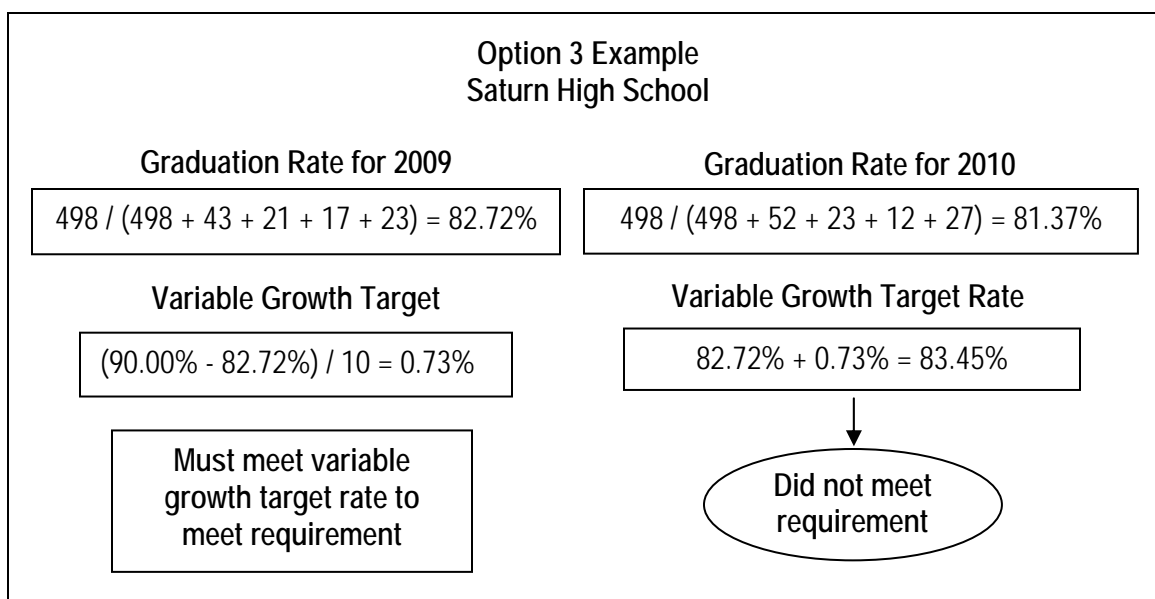 Option 3 Example
Saturn High School
Graduation Rate for 2009
498 / (498 + 43 + 21 + 17 + 23) = 82.72%
Variable Growth Target
(90.00% - 82.72%) / 10 = 0.73%
Must meet variable
growth target rate to
meet requirement
Graduation Rate for 2010
498 / (498 + 52 + 23 + 12 + 27) = 81.37%
Variable Growth Target Rate
82.72% + 0.73% = 83.45%
Did not meet
requirement